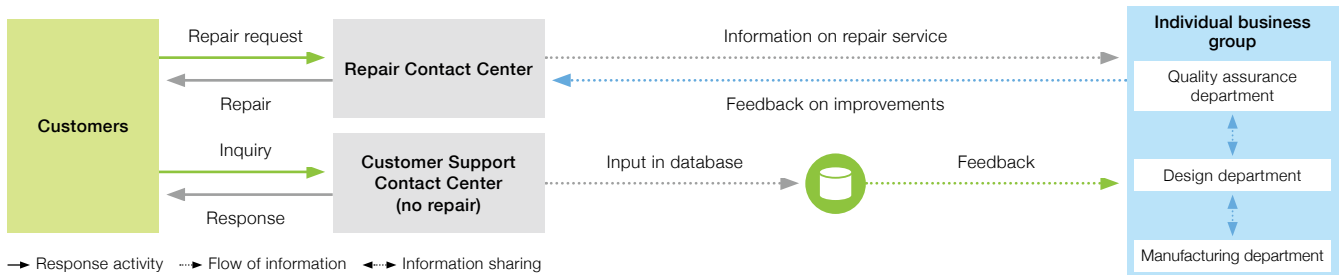 Customers
Repair request
Repair
Inquiry
Response
Repair Contact Center
Customer Support
Contact Center
(no repair)
Information on repair service
Feedback on improvements
Input in database
Feedback
Individual business
group
Quality assurance
department
Design department
Manufacturing department
Response activity
Flow of information
Information sharing